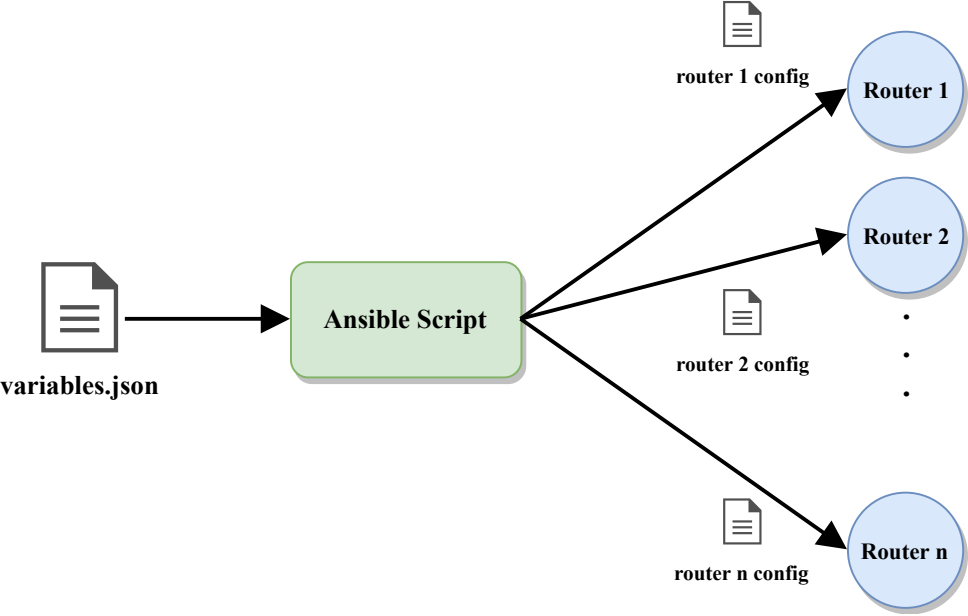 router 1 config
Router 1
Router 2
Ansible Script
router 2 config
variables.json
Router n
router n config